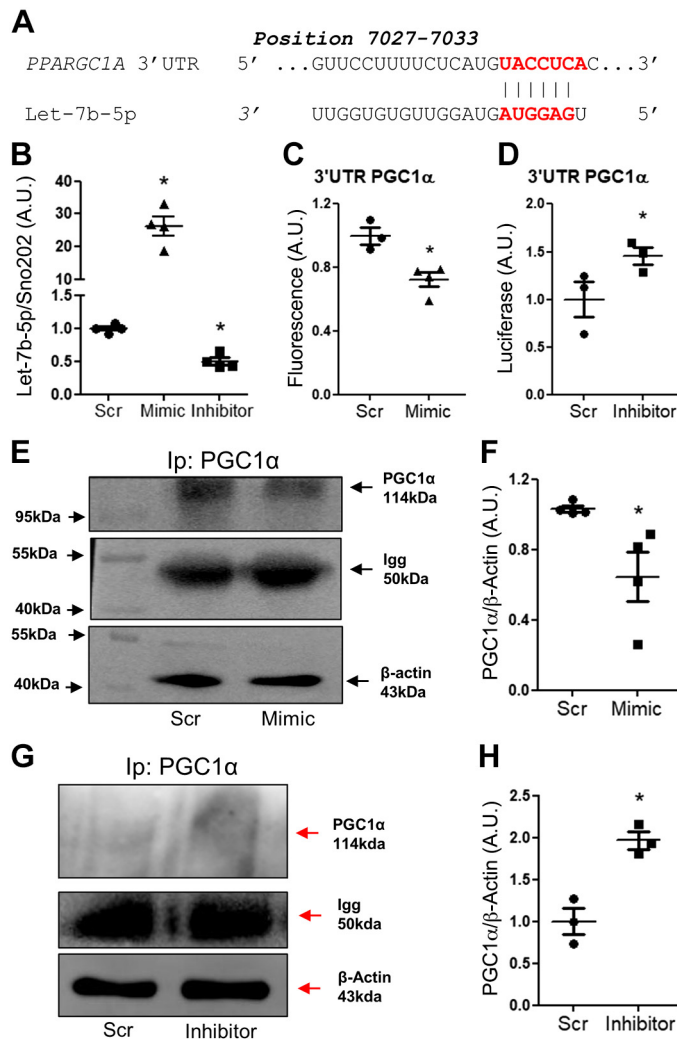 A
Position 7027-7033
PPARGC1A 3’UTR 5’ ...GUUCCUUUUCUCAUGUACCUCAC...3’
Let-7b-5p 3’ UUGGUGUGUUGGAUGAUGGAGU 5’
B
Let-7b-5p/Sno202 (A.U.)
40
30
20
10
1.0
0.5
0.0
*
*
Scr Mimic Inhibitor
C
3'UTR PGC1α
Fluorescence (A.U.)
1.2
0.8
0.4
0.0
*
Scr Mimic
D
3'UTR PGC1α
Luciferase (A.U.)
2.0
1.5
1.0
0.5
0.0
*
Scr Inhibitor
E
Ip: PGC1α
95kDa
PGC1α
114kDa
55kDa
40kDa
Igg
50kDa
55kDa
40kDa
β-actin
43kDa
Scr Mimic
F
PGC1α/β-Actin (A.U.)
1.2
0.8
0.4
0.0
*
Scr Mimic
G
Ip: PGC1α
PGC1α
114kda
Igg
50kda
β-Actin
43kda
Scr Inhibitor
H
PGC1α/β-Actin (A.U.)
2.5
2.0
1.5
1.0
0.5
0.0
*
Scr Inhibitor